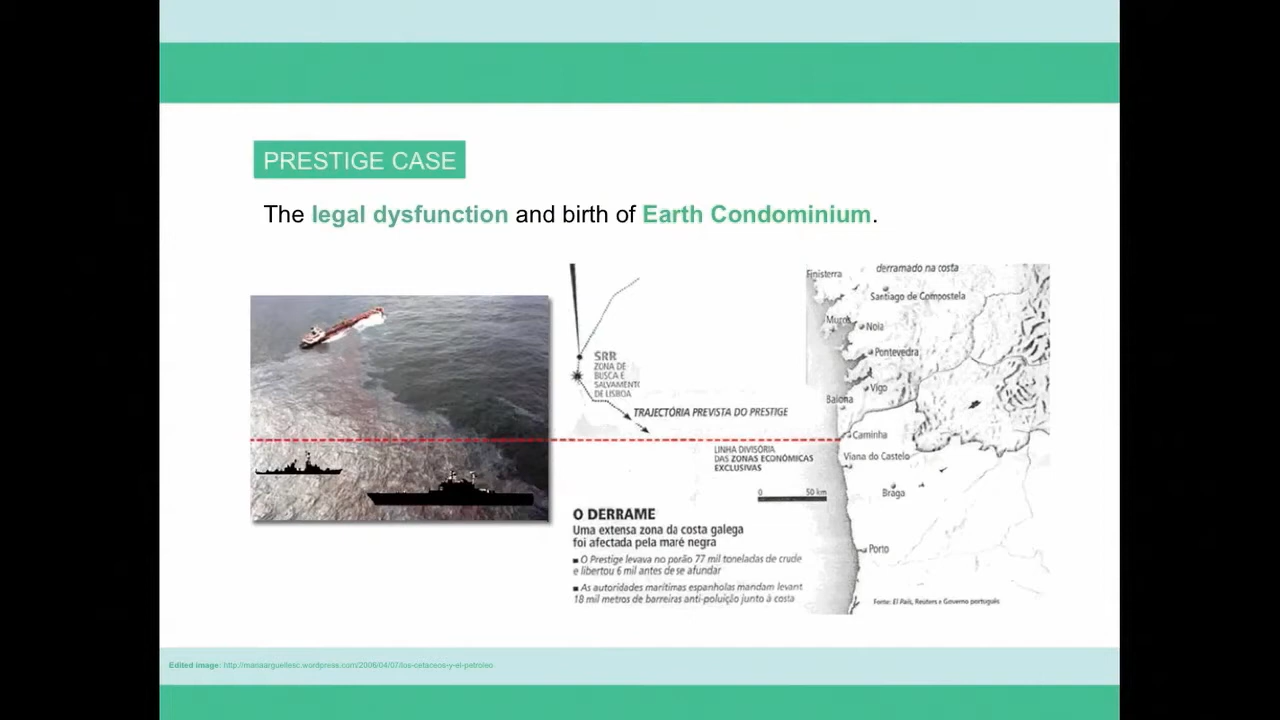 PRESTIGE CASE
The legal dysfunction and birth of Earth Condominium.
SRR
ZONA DE
BUSCA E
SALVAMENTO
DE LISBOA
TRAJECTÓRIA PREVISTA DO PRESTIGE
LINHA DIVISÓRIA
DAS ZONAS ECONÓMICAS
EXCLUSIVAS
0 50 km
O DERRAME
Uma extensa zona da costa galega
foi afectada pela maré negra
O Prestige levava no porão 77 mil toneladas de crude
e libertou 6 mil antes de se afundar
As autoridades marítimas espanholas mandam levant
18 mil metros de barreiras anti-poluição junto à costa
derramado na costa
Finisterra
Santiago de Compostela
Muros
Noia
Pontevedra
Vigo
Baiona
Caminha
Viana do Castelo
Braga
Porto
Fonte: El País, Reuters e Governo português
Edited image: http://mariaarguellesc.wordpress.com/2006/04/07/los-cetaceos-y-el-petroleo